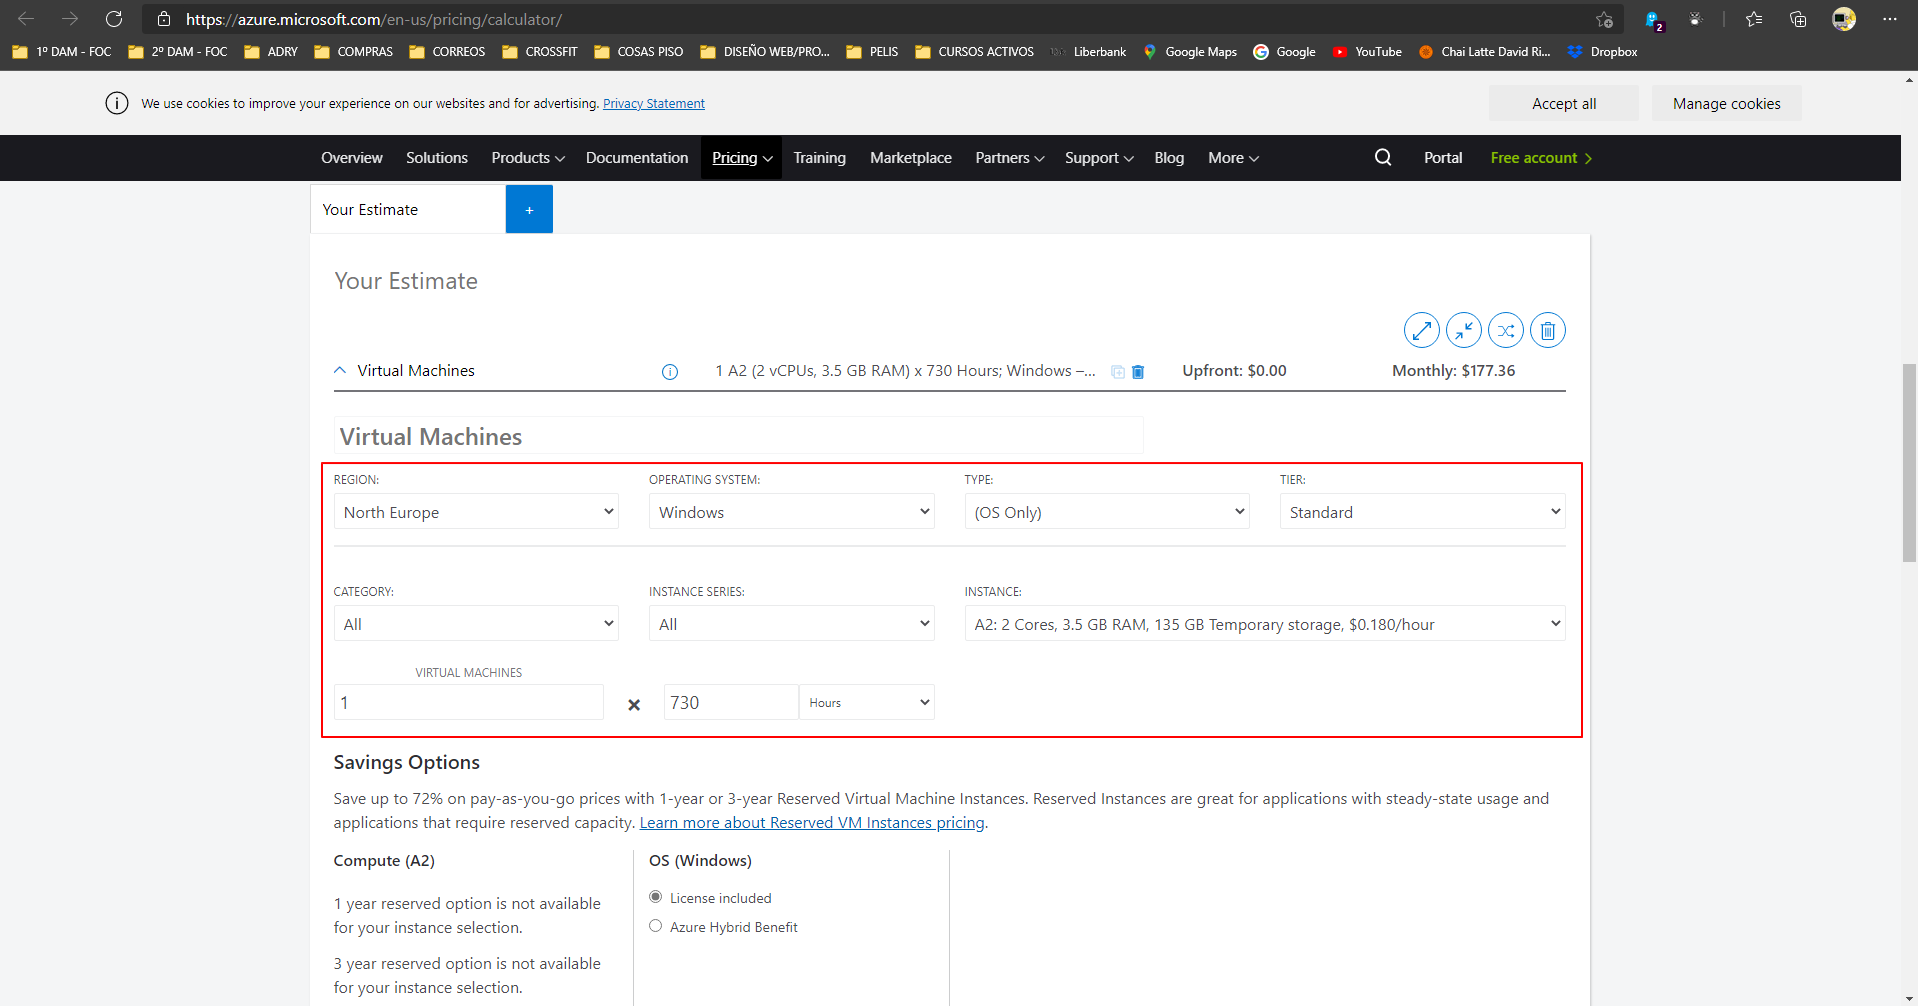 https://azure.microsoft.com/en-us/pricing/calculator/
2
1º DAM - FOC 2º DAM - FOC ADRY COMPRAS CORREOS CROSSFIT COSAS PISO DISEÑO WEB/PRO... PELIS CURSOS ACTIVOS Liberbank Google Maps Google YouTube Chai Latte David Ri... Dropbox
We use cookies to improve your experience on our websites and for advertising. Privacy Statement
Accept all Manage cookies
Overview Solutions Products Documentation Pricing Training Marketplace Partners Support Blog More Portal Free account
Your Estimate +
Your Estimate
Virtual Machines 1 A2 (2 vCPUs, 3.5 GB RAM) x 730 Hours; Windows –... Upfront: $0.00 Monthly: $177.36
Virtual Machines
REGION: OPERATING SYSTEM: TYPE: TIER:
North Europe Windows (OS Only) Standard
CATEGORY: INSTANCE SERIES: INSTANCE:
All All A2: 2 Cores, 3.5 GB RAM, 135 GB Temporary storage, $0.180/hour
VIRTUAL MACHINES
1 × 730 Hours
Savings Options
Save up to 72% on pay-as-you-go prices with 1-year or 3-year Reserved Virtual Machine Instances. Reserved Instances are great for applications with steady-state usage and
applications that require reserved capacity. Learn more about Reserved VM Instances pricing.
Compute (A2) OS (Windows)
1 year reserved option is not available
for your instance selection.
License included
Azure Hybrid Benefit
3 year reserved option is not available
for your instance selection.